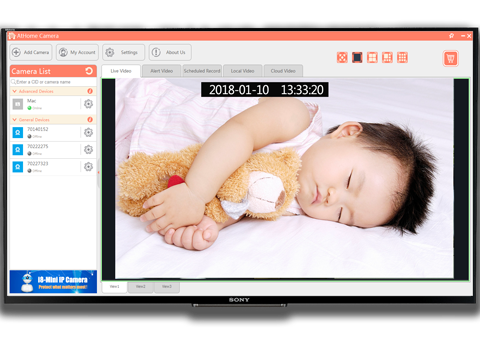 AtHome Camera
Add Camera
My Account
Settings
About Us
Camera List
Enter a CID or camera name
Live Video
Alert Video
Scheduled Record
Local Video
Cloud Video
2018-01-10 13:33:20
Advanced Devices
Mac
General Devices
70140152
Offline
70222275
Offline
70227323
Offline
i8-Mini IP Camera
Protect what matters most!
View1
View2
View3
SONY